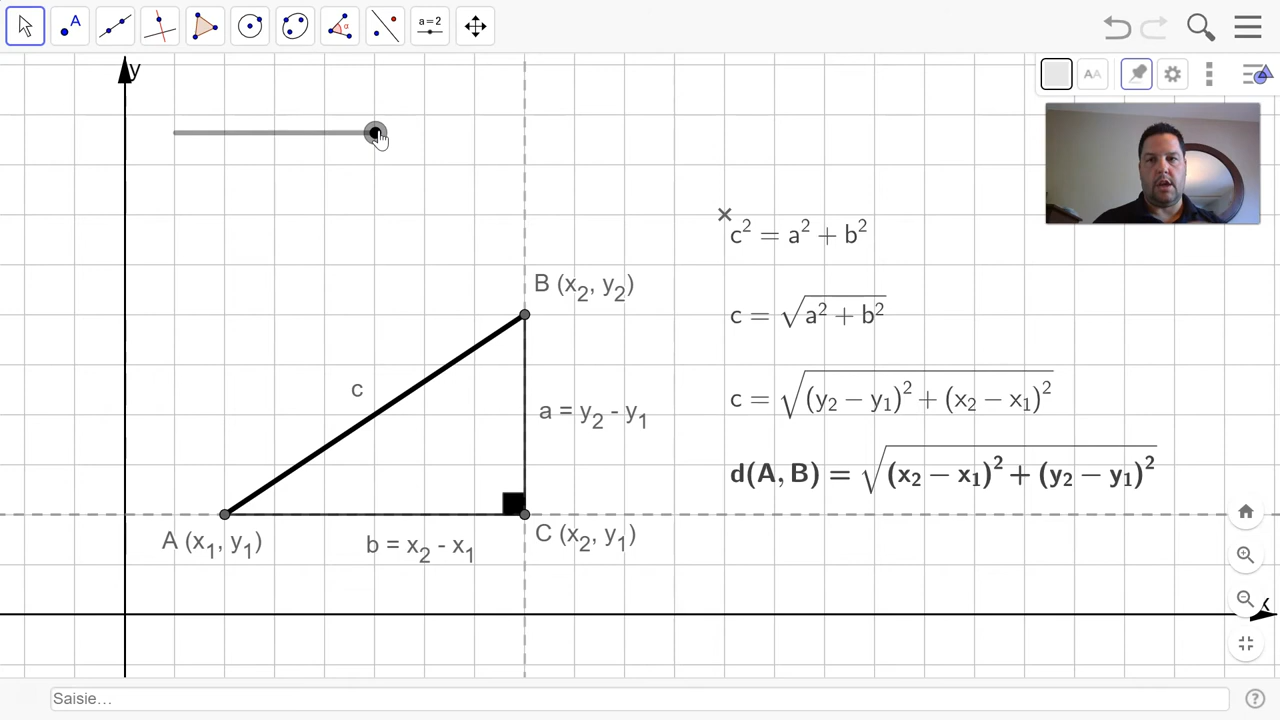 A
α
a=2
y
AA
×
c² = a² + b²
B (x₂, y₂)
c = √(a² + b²)
c
c = √((y₂ − y₁)² + (x₂ − x₁)²)
a = y₂ - y₁
d(A, B) = √((x₂ − x₁)² + (y₂ − y₁)²)
A (x₁, y₁)
b = x₂ - x₁
C (x₂, y₁)
x
Saisie…
?